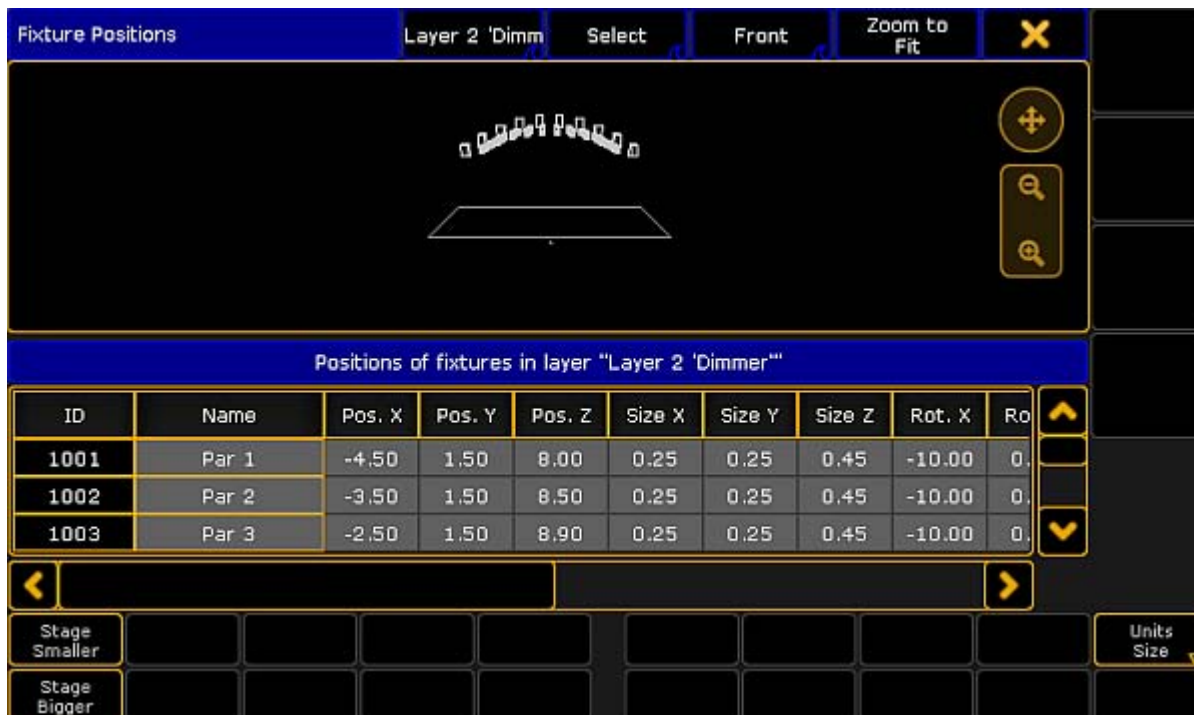 Fixture Positions
Layer 2 'Dimm
Select
Front
Zoom to
Fit
Positions of fixtures in layer "Layer 2 'Dimmer'"
ID Name Pos. X Pos. Y Pos. Z Size X Size Y Size Z Rot. X Ro
1001 Par 1 -4.50 1.50 8.00 0.25 0.25 0.45 -10.00 0.
1002 Par 2 -3.50 1.50 8.50 0.25 0.25 0.45 -10.00 0.
1003 Par 3 -2.50 1.50 8.90 0.25 0.25 0.45 -10.00 0.
Stage
Smaller
Units
Size
Stage
Bigger